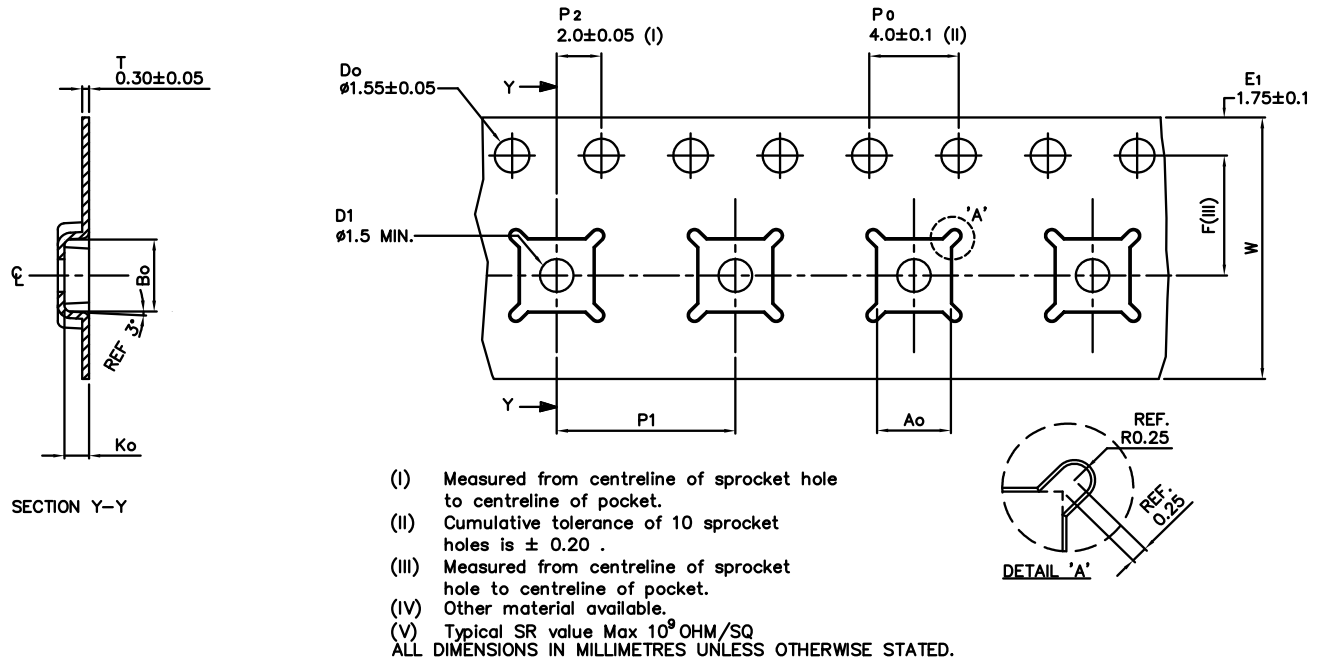 T
0.30±0.05
Do
ø1.55±0.05
P2
2.0±0.05 (I)
Po
4.0±0.1 (II)
E1
1.75±0.1
Y
D1
ø1.5 MIN.
'A'
F(III)
W
℄
Bo
REF 3°
Ko
SECTION Y-Y
Y
P1
Ao
REF.
R0.25
REF.
0.25
DETAIL 'A'
(I) Measured from centreline of sprocket hole
to centreline of pocket.
(II) Cumulative tolerance of 10 sprocket
holes is ± 0.20 .
(III) Measured from centreline of sprocket
hole to centreline of pocket.
(IV) Other material available.
(V) Typical SR value Max 10⁹ OHM/SQ
ALL DIMENSIONS IN MILLIMETRES UNLESS OTHERWISE STATED.